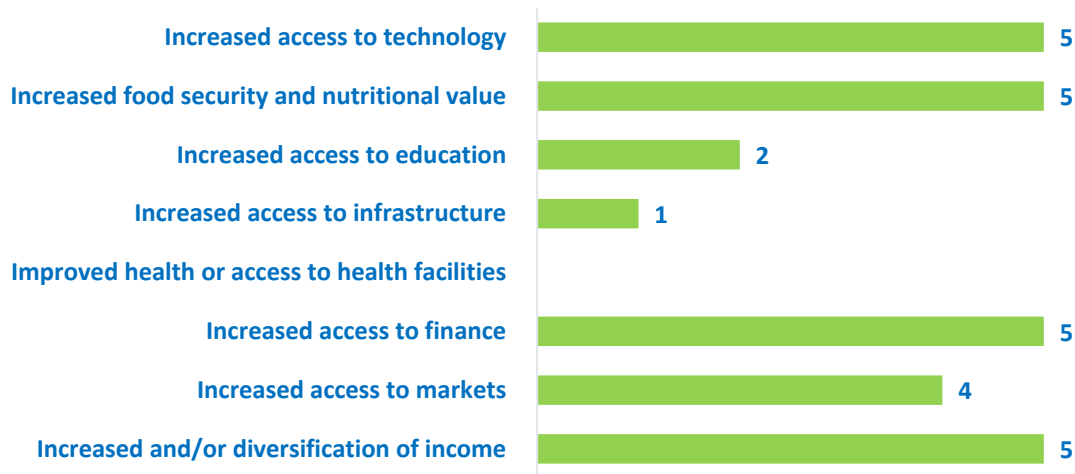 Increased access to technology 5
Increased food security and nutritional value 5
Increased access to education 2
Increased access to infrastructure 1
Improved health or access to health facilities
Increased access to finance 5
Increased access to markets 4
Increased and/or diversification of income 5